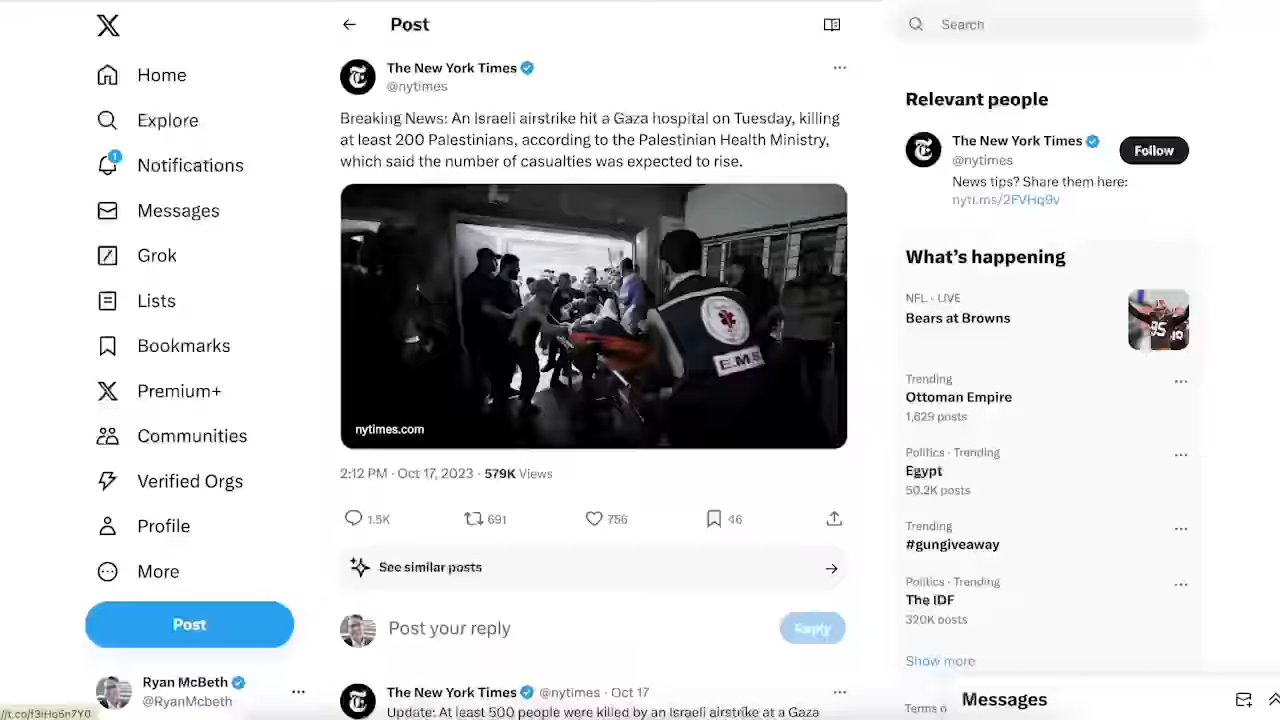 Home
Explore
1
Notifications
Messages
Grok
Lists
Bookmarks
Premium+
Communities
Verified Orgs
Profile
More
Post
Ryan McBeth
@RyanMcbeth
Post
The New York Times
@nytimes
Breaking News: An Israeli airstrike hit a Gaza hospital on Tuesday, killing
at least 200 Palestinians, according to the Palestinian Health Ministry,
which said the number of casualties was expected to rise.
E.M.S
nytimes.com
2:12 PM · Oct 17, 2023 · 579K Views
1.5K 691 756 46
See similar posts
Post your reply
Reply
The New York Times @nytimes · Oct 17
Update: At least 500 people were killed by an Israeli airstrike at a Gaza
Search
Relevant people
The New York Times
@nytimes
Follow
News tips? Share them here:
nyti.ms/2FVHq9v
What's happening
NFL · LIVE
Bears at Browns
Trending
Ottoman Empire
1,829 posts
Politics · Trending
Egypt
50.2K posts
Trending
#gungiveaway
Politics · Trending
The IDF
320K posts
Show more
Terms o
Messages